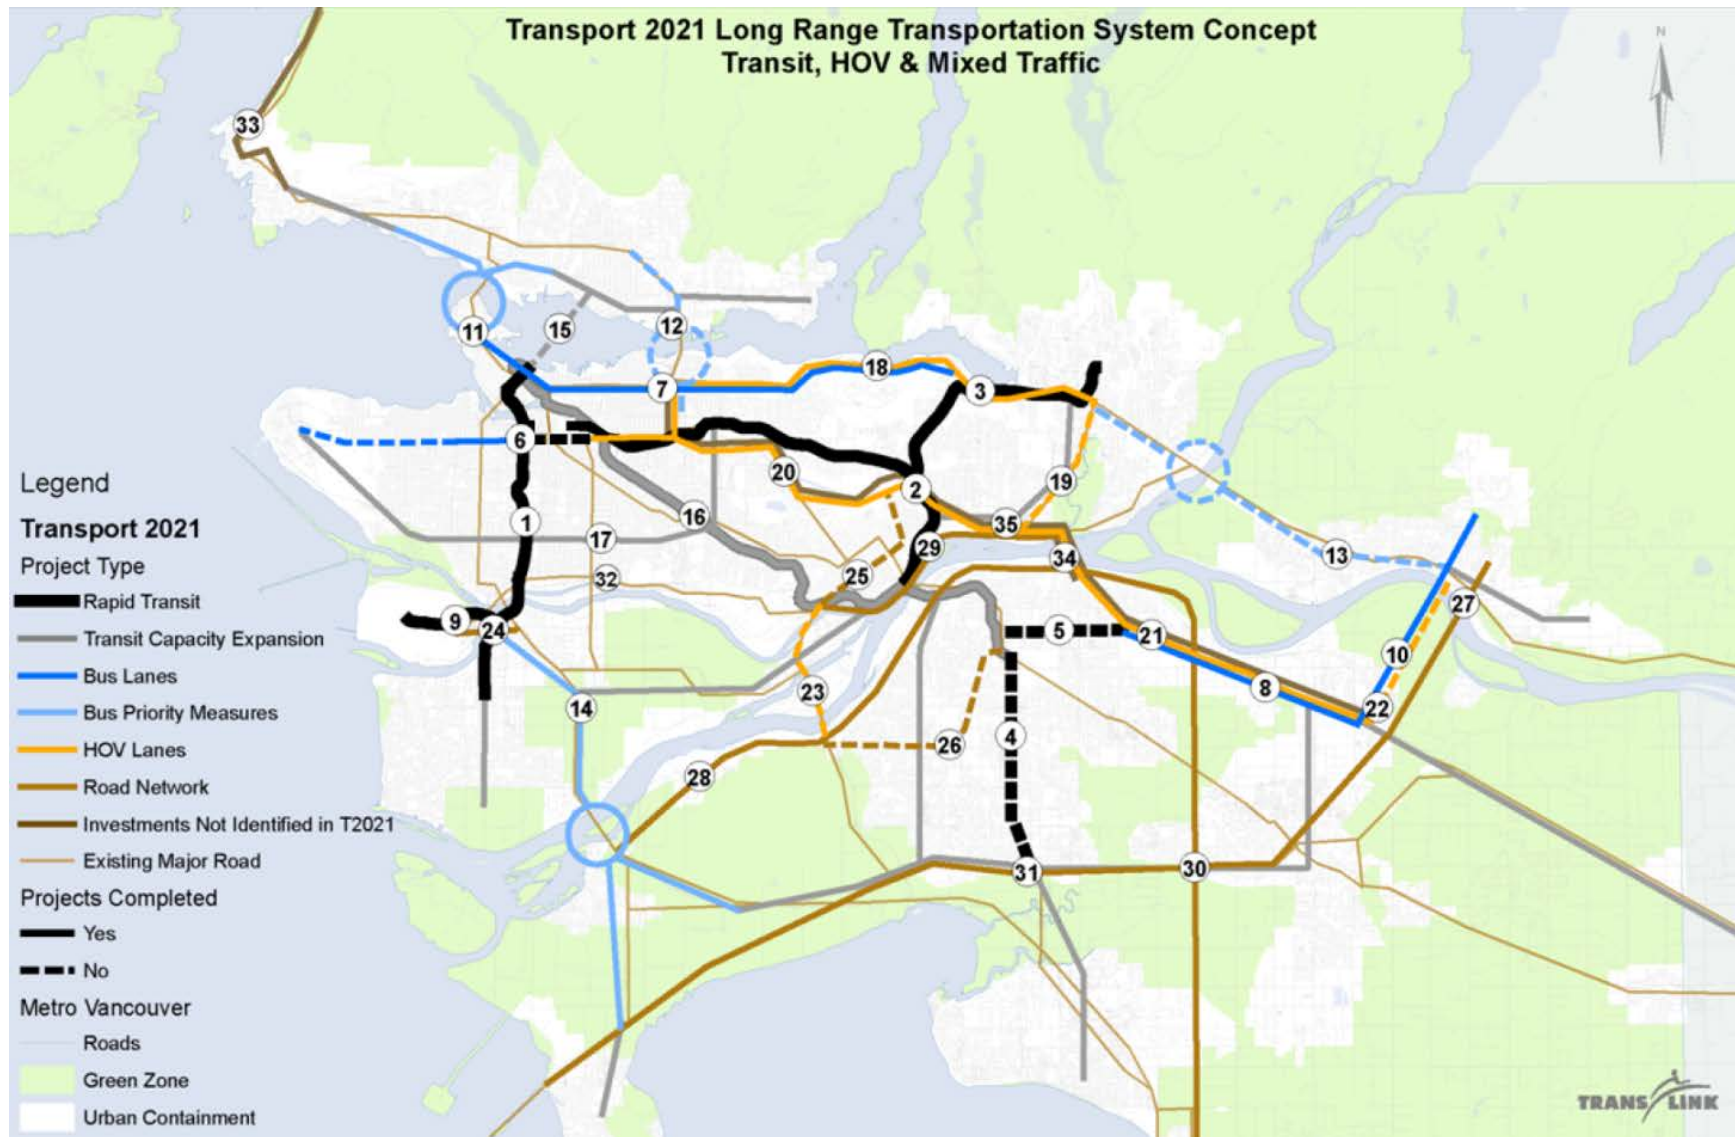 Transport 2021 Long Range Transportation System Concept
Transit, HOV & Mixed Traffic
N
33
11
15
12
7
18
3
6
20
2
19
1
16
17
35
29
34
13
32
25
27
9
24
5
21
10
23
8
22
14
4
26
28
31
30
Legend
Transport 2021
Project Type
Rapid Transit
Transit Capacity Expansion
Bus Lanes
Bus Priority Measures
HOV Lanes
Road Network
Investments Not Identified in T2021
Existing Major Road
Projects Completed
Yes
No
Metro Vancouver
Roads
Green Zone
Urban Containment
TRANS LINK